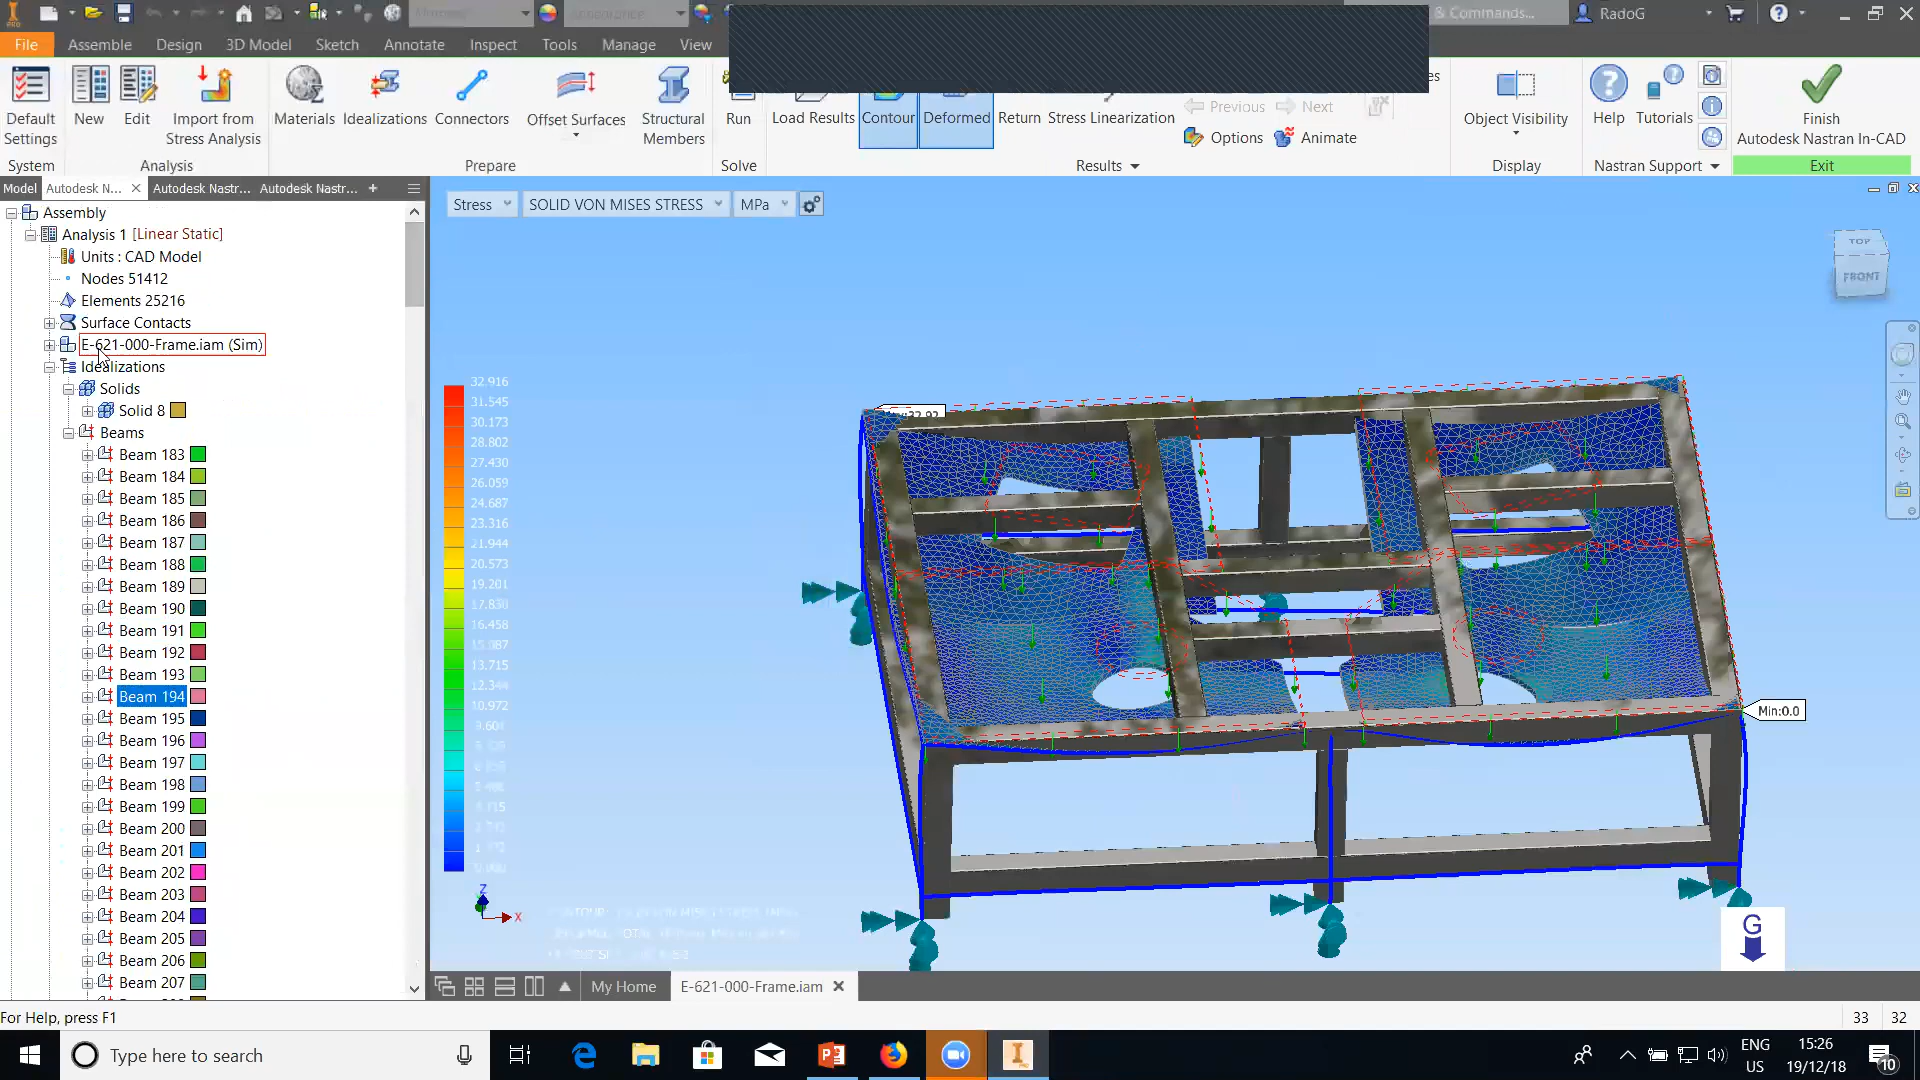 & Commands...
RadoG
File
Assemble
Design
3D Model
Sketch
Annotate
Inspect
Tools
Manage
View
Default Settings
New
Edit
Import from Stress Analysis
Materials
Idealizations
Connectors
Offset Surfaces
Structural Members
Run
Load Results
Contour
Deformed
Return
Stress Linearization
Previous
Next
Options
Animate
Object Visibility
Help
Tutorials
Finish Autodesk Nastran In-CAD
System
Analysis
Prepare
Solve
Results
Display
Nastran Support
Exit
Model
Autodesk N...
Autodesk Nastr...
Autodesk Nastr...
Assembly
Analysis 1 [Linear Static]
Units : CAD Model
Nodes 51412
Elements 25216
Surface Contacts
E-621-000-Frame.iam (Sim)
Idealizations
Solids
Solid 8
Beams
Beam 183
Beam 184
Beam 185
Beam 186
Beam 187
Beam 188
Beam 189
Beam 190
Beam 191
Beam 192
Beam 193
Beam 194
Beam 195
Beam 196
Beam 197
Beam 198
Beam 199
Beam 200
Beam 201
Beam 202
Beam 203
Beam 204
Beam 205
Beam 206
Beam 207
Stress
SOLID VON MISES STRESS
MPa
TOP
FRONT
32.916
31.545
30.173
28.802
27.430
26.059
24.687
23.316
21.944
20.573
19.201
17.830
16.458
15.087
13.715
12.344
10.972
Min:0.0
Z
X
G
My Home
E-621-000-Frame.iam
For Help, press F1
33
32
Type here to search
ENG
US
15:26
19/12/18
10